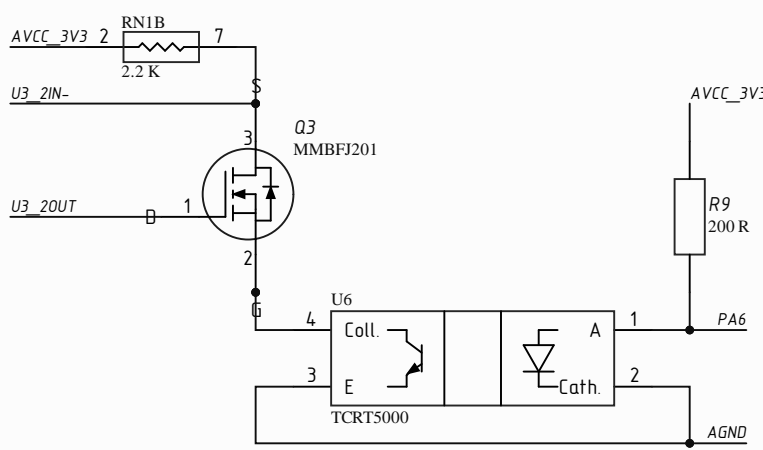 RN1B
AVCC_3V3 2 7
2.2 K
S
U3_2IN-
AVCC_3V3
Q3
3
MMBFJ201
U3_2OUT D 1
R9
200 R
2
G
U6
4 Coll. A 1 PA6
3 E Cath. 2
TCRT5000
AGND